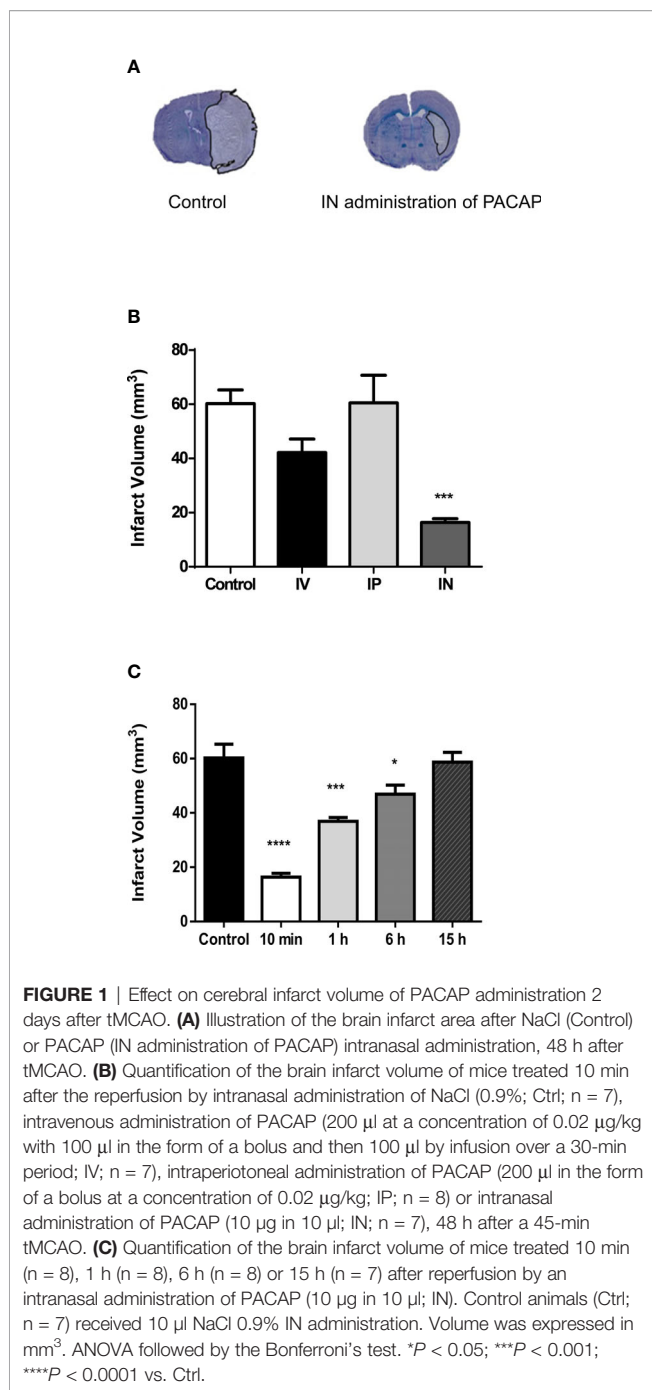 A
Control IN administration of PACAP
B
Infarct Volume (mm³)
80
60
40
20
0
***
Control IV IP IN
C
Infarct Volume (mm³)
80
60
40
20
0
**** *** *
Control 10 min 1 h 6 h 15 h
FIGURE 1 | Effect on cerebral infarct volume of PACAP administration 2
days after tMCAO. (A) Illustration of the brain infarct area after NaCl (Control)
or PACAP (IN administration of PACAP) intranasal administration, 48 h after
tMCAO. (B) Quantification of the brain infarct volume of mice treated 10 min
after the reperfusion by intranasal administration of NaCl (0.9%; Ctrl; n = 7),
intravenous administration of PACAP (200 µl at a concentration of 0.02 µg/kg
with 100 µl in the form of a bolus and then 100 µl by infusion over a 30-min
period; IV; n = 7), intraperiotoneal administration of PACAP (200 µl in the form
of a bolus at a concentration of 0.02 µg/kg; IP; n = 8) or intranasal
administration of PACAP (10 µg in 10 µl; IN; n = 7), 48 h after a 45-min
tMCAO. (C) Quantification of the brain infarct volume of mice treated 10 min
(n = 8), 1 h (n = 8), 6 h (n = 8) or 15 h (n = 7) after reperfusion by an
intranasal administration of PACAP (10 µg in 10 µl; IN). Control animals (Ctrl;
n = 7) received 10 µl NaCl 0.9% IN administration. Volume was expressed in
mm³. ANOVA followed by the Bonferroni's test. *P < 0.05; ***P < 0.001;
****P < 0.0001 vs. Ctrl.